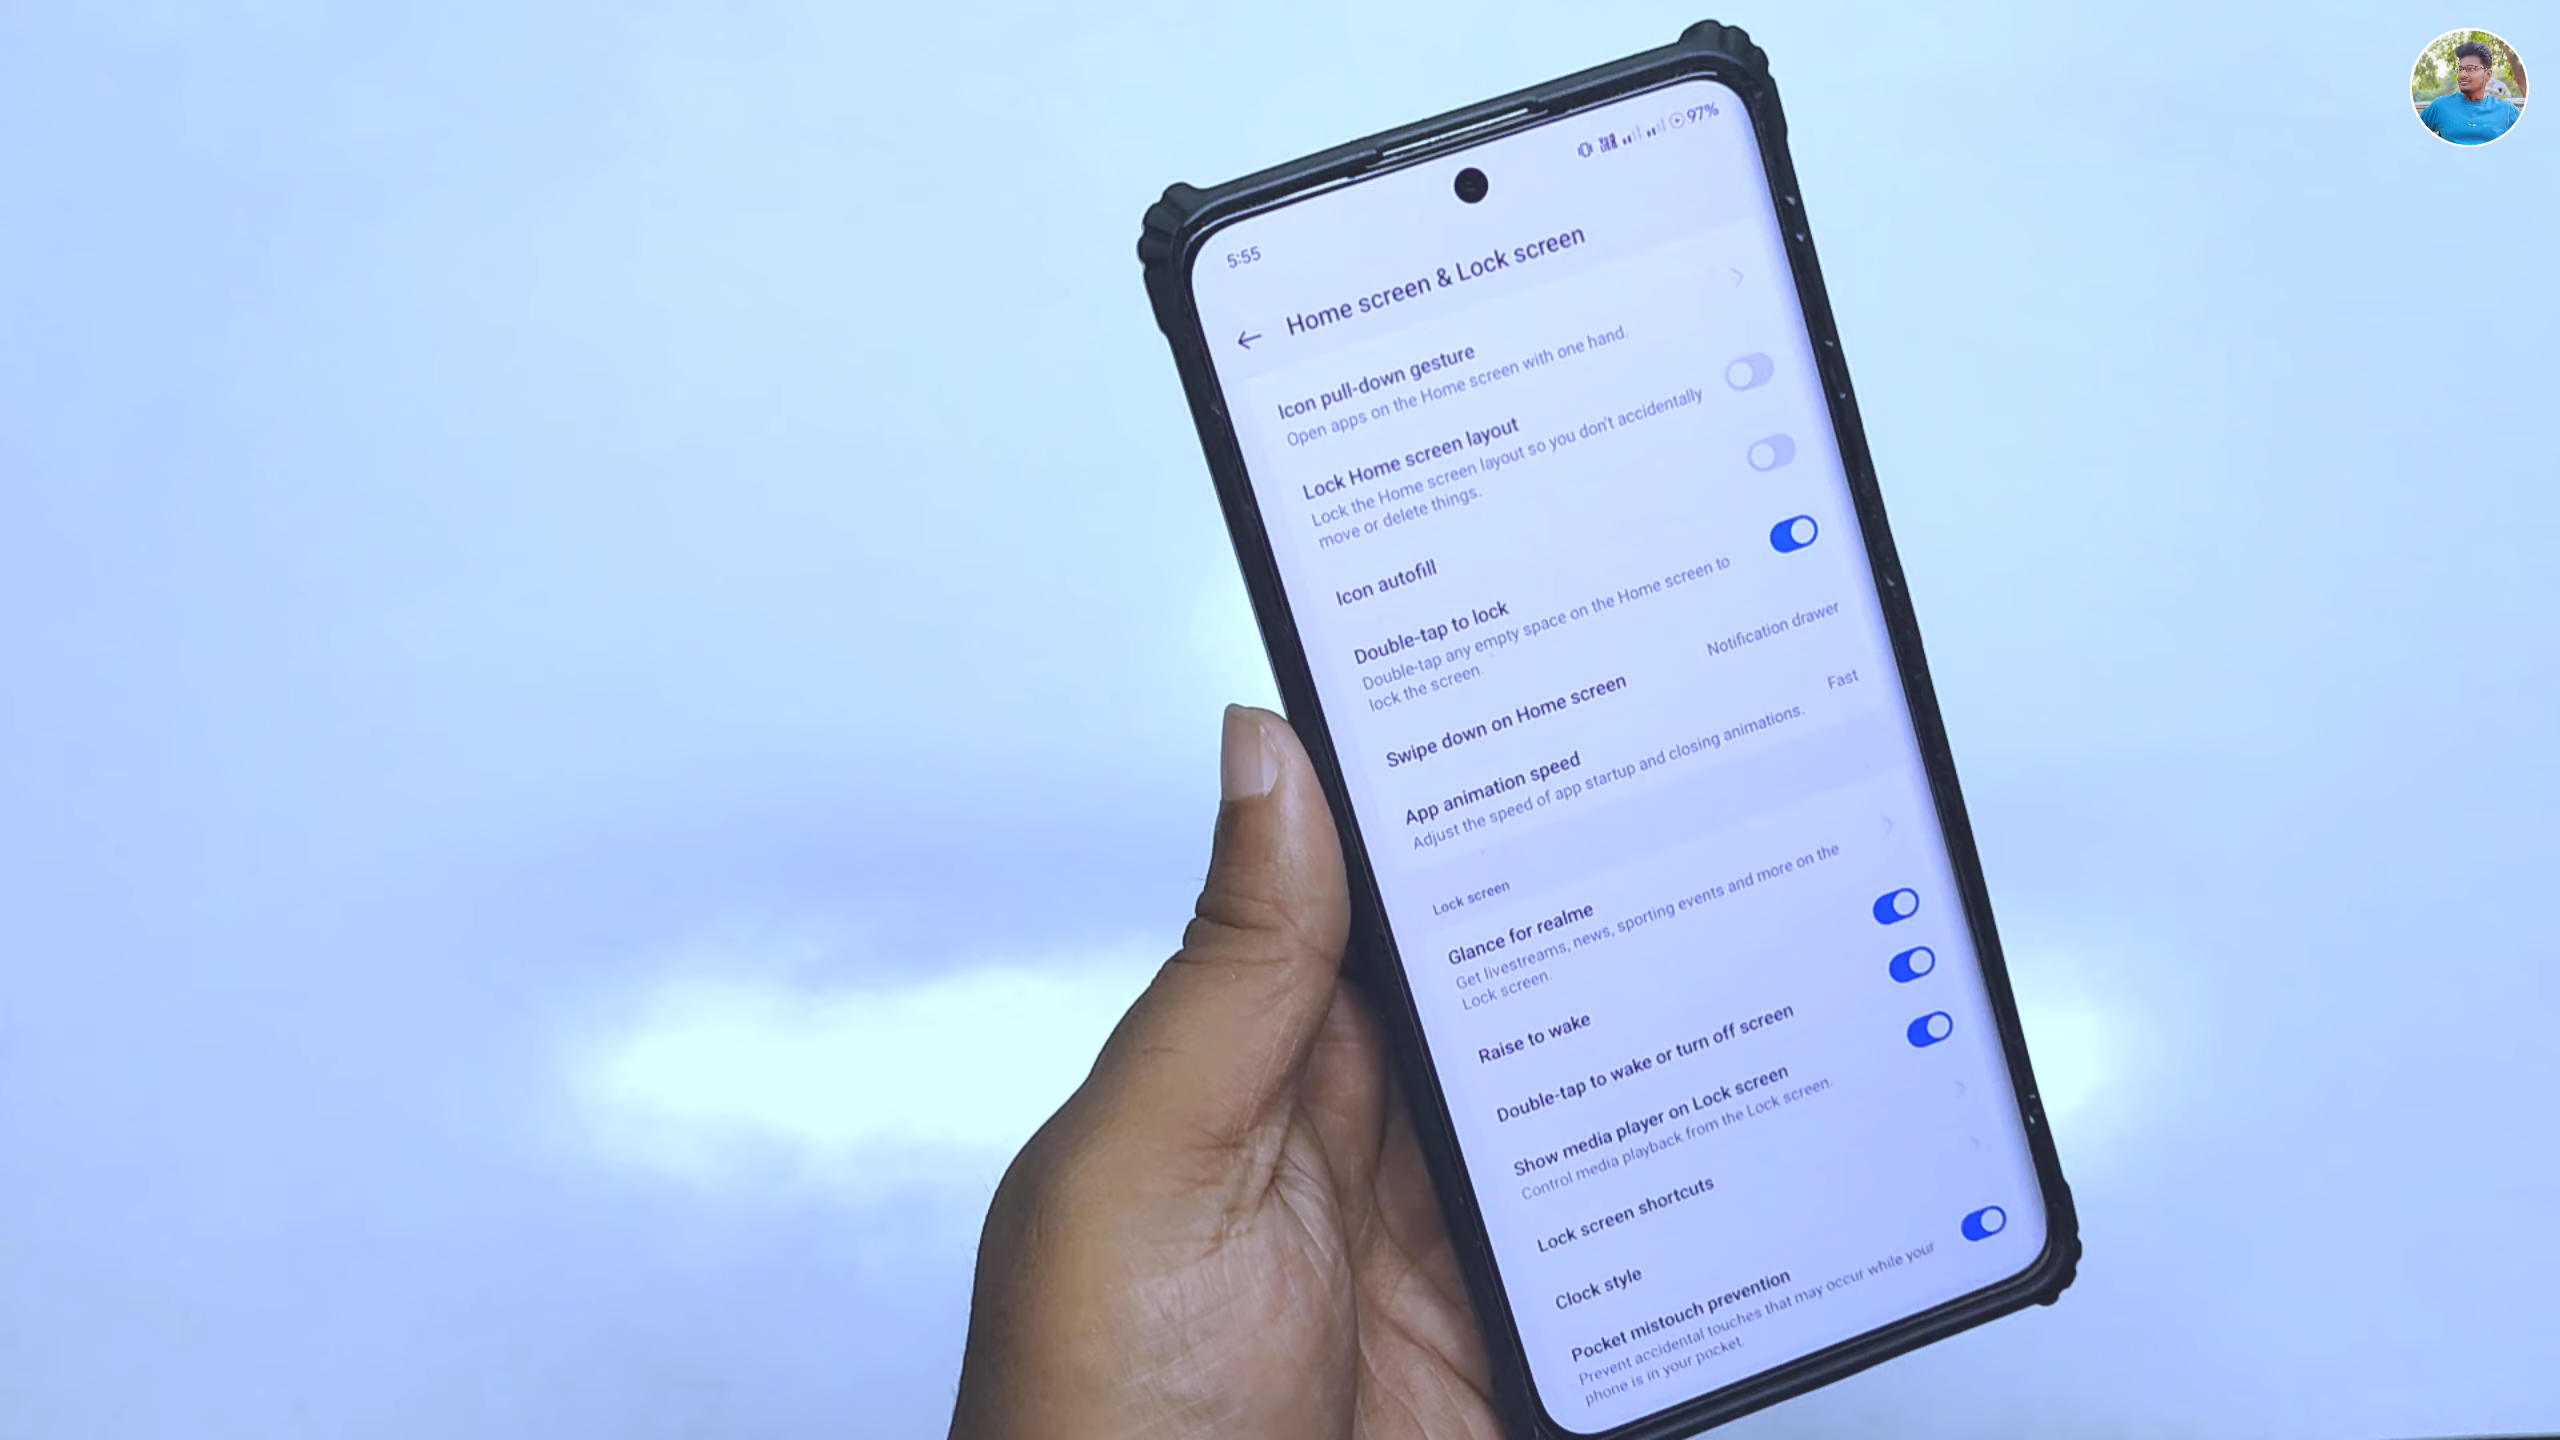 5:55
97%
Home screen & Lock screen
Icon pull-down gesture
Open apps on the Home screen with one hand.
Lock Home screen layout
Lock the Home screen layout so you don't accidentally
move or delete things.
Icon autofill
Double-tap to lock
Double-tap any empty space on the Home screen to
lock the screen.
Swipe down on Home screen
Notification drawer
App animation speed
Fast
Adjust the speed of app startup and closing animations.
Lock screen
Glance for realme
Get livestreams, news, sporting events and more on the
Lock screen.
Raise to wake
Double-tap to wake or turn off screen
Show media player on Lock screen
Control media playback from the Lock screen.
Lock screen shortcuts
Clock style
Pocket mistouch prevention
Prevent accidental touches that may occur while your
phone is in your pocket.